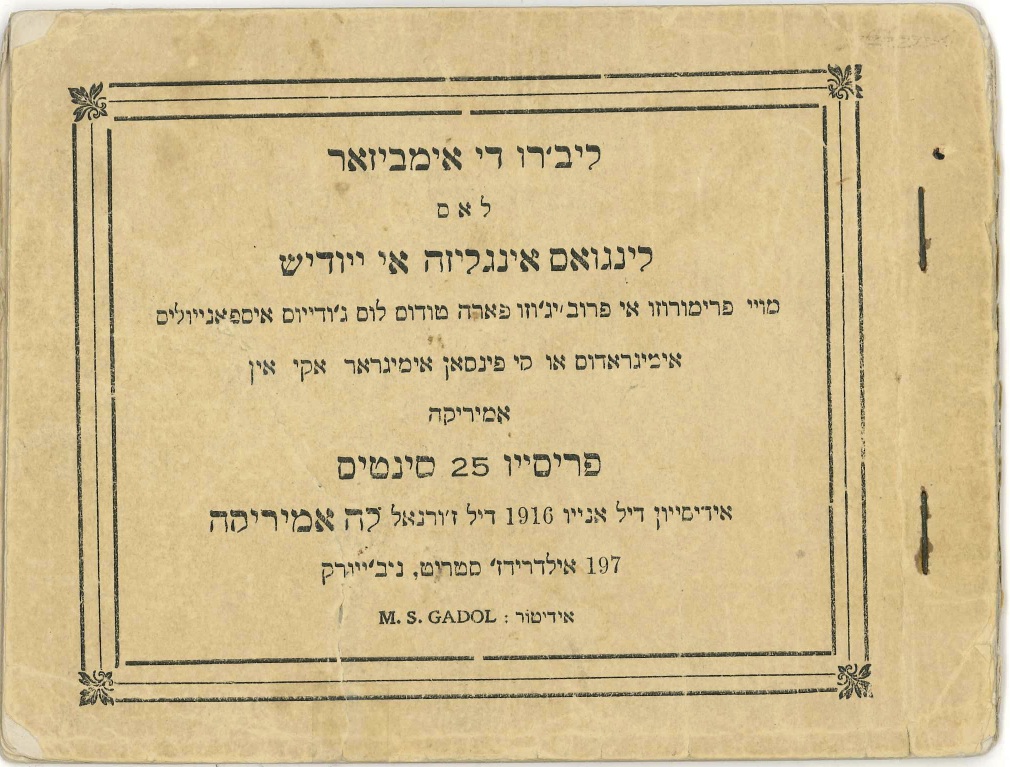 ליב׳רו די אימביזאר
לאס
לינגואס אינגליזה אי ייודיש
מויי פרימורוזו אי פרוב׳יג׳וזו פארה טודוס לוס ג׳ודייוס איספאנייוליס
אימיגראדוס או קי פינסאן אימיגראר אקי אין
אמיריקה
פריסייו 25 סינטיס
אידיסייון דיל אנייו 1916 דיל ז׳ורנאל לה אמיריקה
197 אילדרידז׳ סטריט, ניב׳ייורק
אידיטור : M. S. GADOL